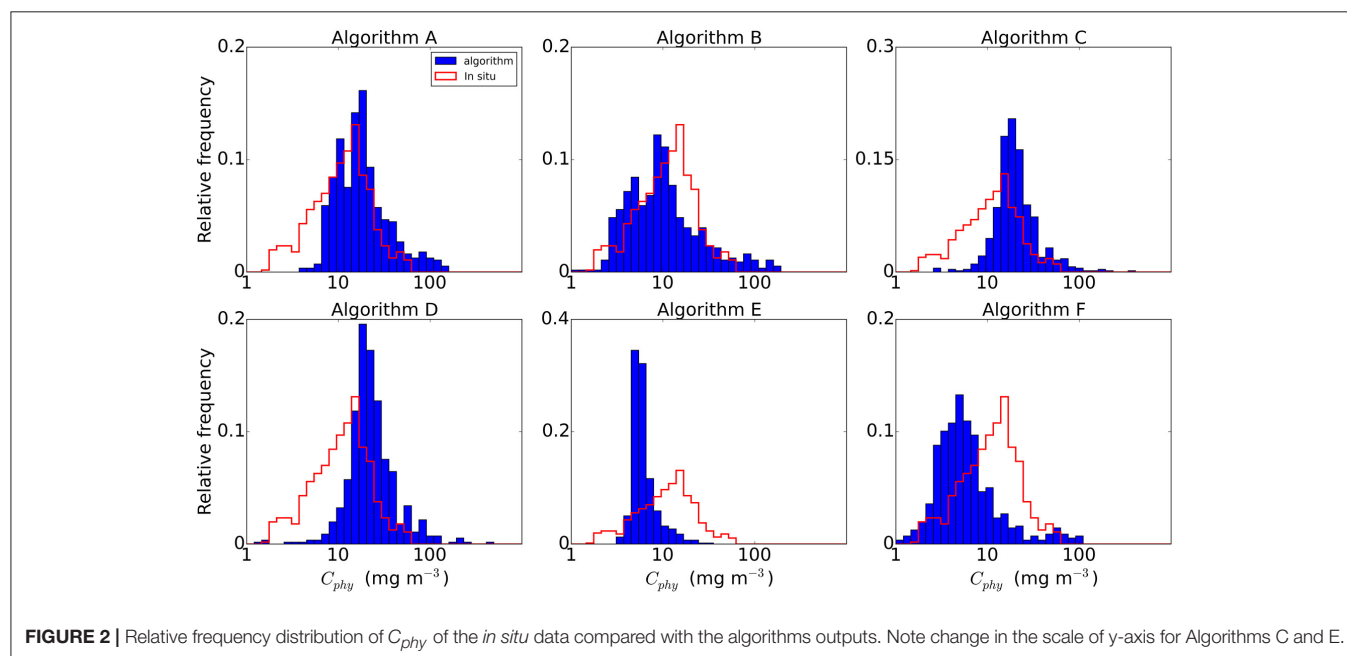 Algorithm A
Algorithm B
Algorithm C
0.2
0.1
0
Relative frequency
algorithm
In situ
1
10
100
0.2
0.1
0
1
10
100
0.3
0.15
0
1
10
100
Algorithm D
Algorithm E
Algorithm F
0.2
0.1
0
Relative frequency
1
10
100
C_phy (mg m⁻³)
0.4
0.2
0
1
10
100
C_phy (mg m⁻³)
0.2
0.1
0
1
10
100
C_phy (mg m⁻³)
FIGURE 2 | Relative frequency distribution of C_phy of the in situ data compared with the algorithms outputs. Note change in the scale of y-axis for Algorithms C and E.